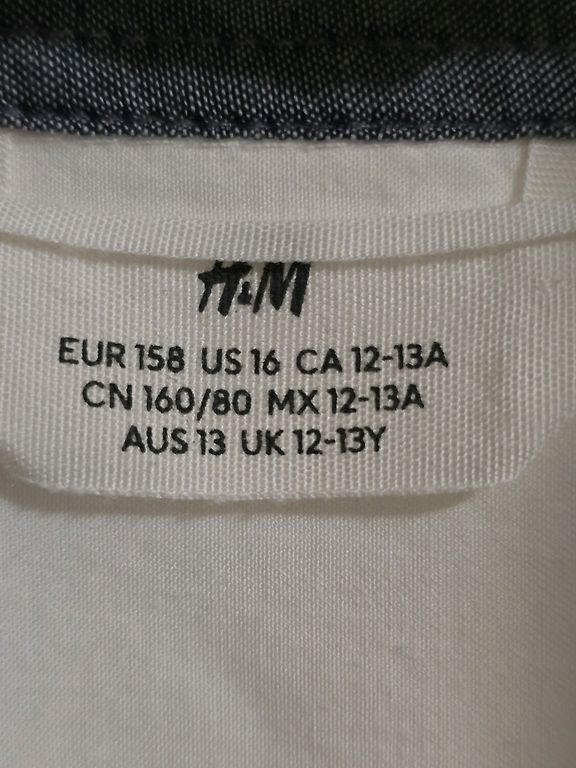 H&M
EUR 158 US 16 CA 12-13A
CN 160/80 MX 12-13A
AUS 13 UK 12-13Y